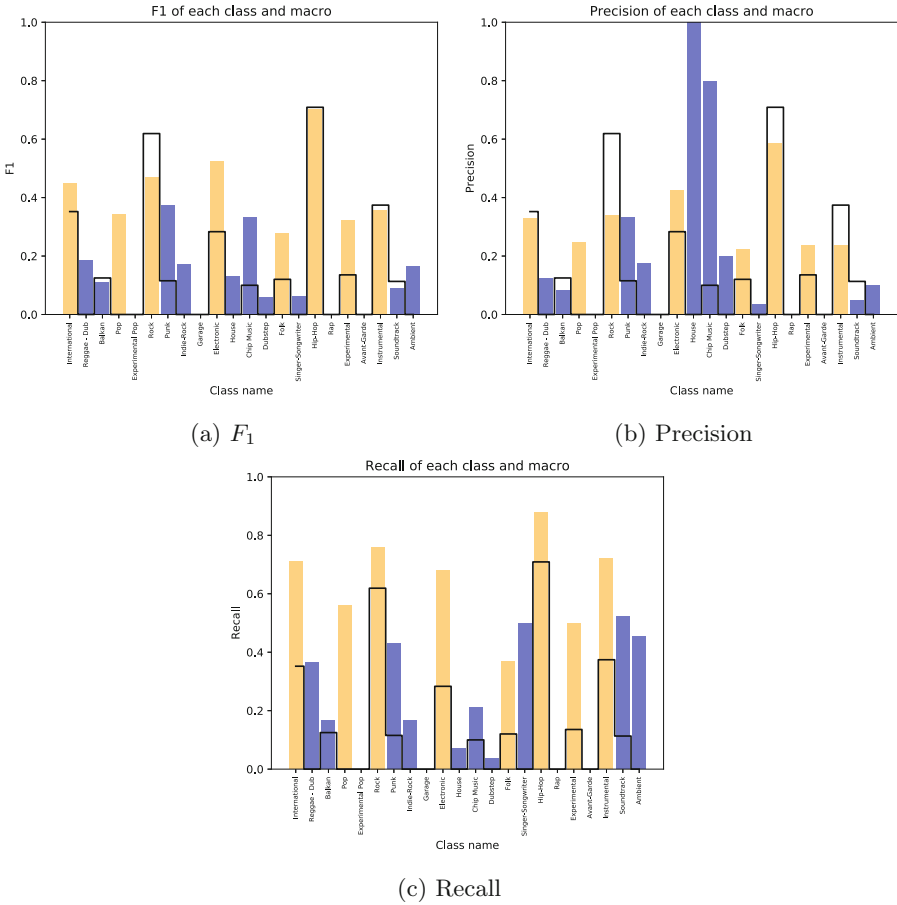 F1 of each class and macro
1.0
0.8
0.6
0.4
0.2
0.0
F1
International
Reggae - Dub
Balkan
Pop
Experimental Pop
Rock
Punk
Indie-Rock
Garage
Electronic
House
Chip Music
Dubstep
Folk
Singer-Songwriter
Hip-Hop
Rap
Experimental
Avant-Garde
Instrumental
Soundtrack
Ambient
Class name
(a) F1
Precision of each class and macro
1.0
0.8
0.6
0.4
0.2
0.0
Precision
International
Reggae - Dub
Balkan
Pop
Experimental Pop
Rock
Punk
Indie-Rock
Garage
Electronic
House
Chip Music
Dubstep
Folk
Singer-Songwriter
Hip-Hop
Rap
Experimental
Avant-Garde
Instrumental
Soundtrack
Ambient
Class name
(b) Precision
Recall of each class and macro
1.0
0.8
0.6
0.4
0.2
0.0
Recall
International
Reggae - Dub
Balkan
Pop
Experimental Pop
Rock
Punk
Indie-Rock
Garage
Electronic
House
Chip Music
Dubstep
Folk
Singer-Songwriter
Hip-Hop
Rap
Experimental
Avant-Garde
Instrumental
Soundtrack
Ambient
Class name
(c) Recall